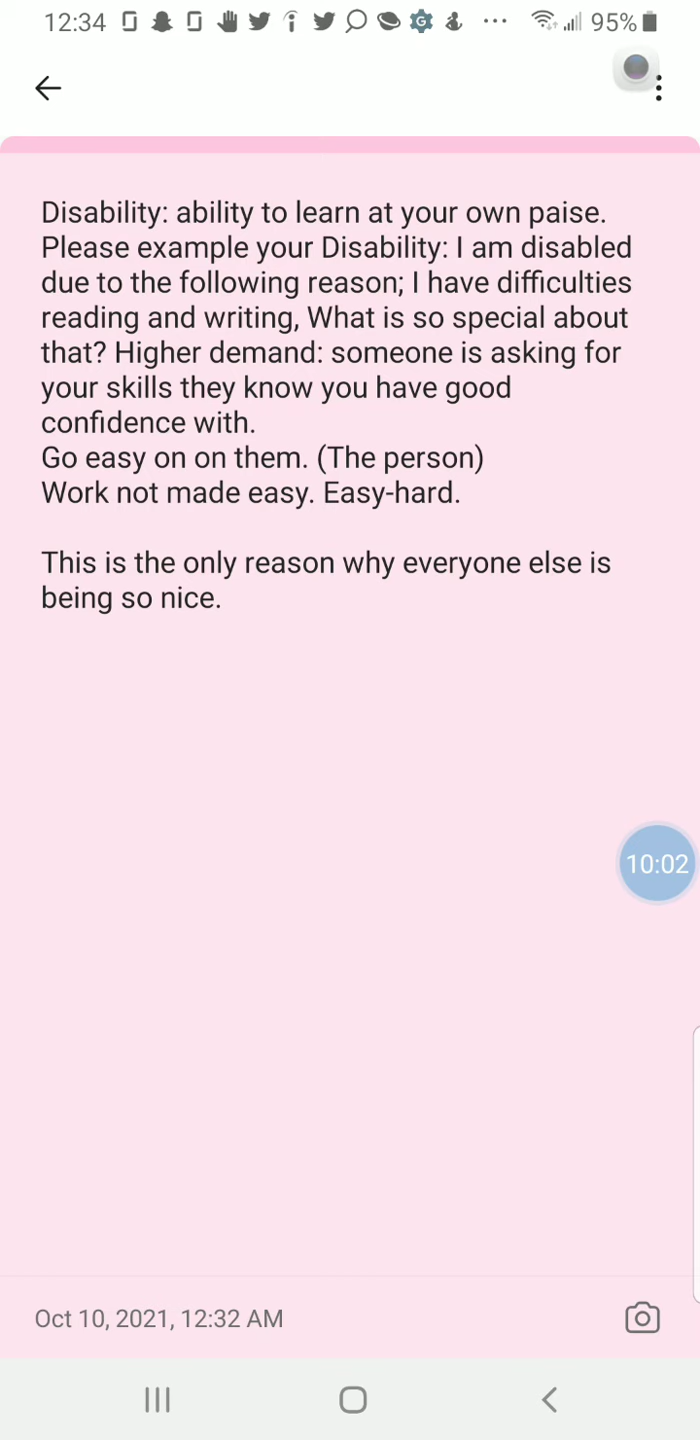 12:34
95%
Disability: ability to learn at your own paise.
Please example your Disability: I am disabled
due to the following reason; I have difficulties
reading and writing, What is so special about
that? Higher demand: someone is asking for
your skills they know you have good
confidence with.
Go easy on on them. (The person)
Work not made easy. Easy-hard.
This is the only reason why everyone else is
being so nice.
10:02
Oct 10, 2021, 12:32 AM